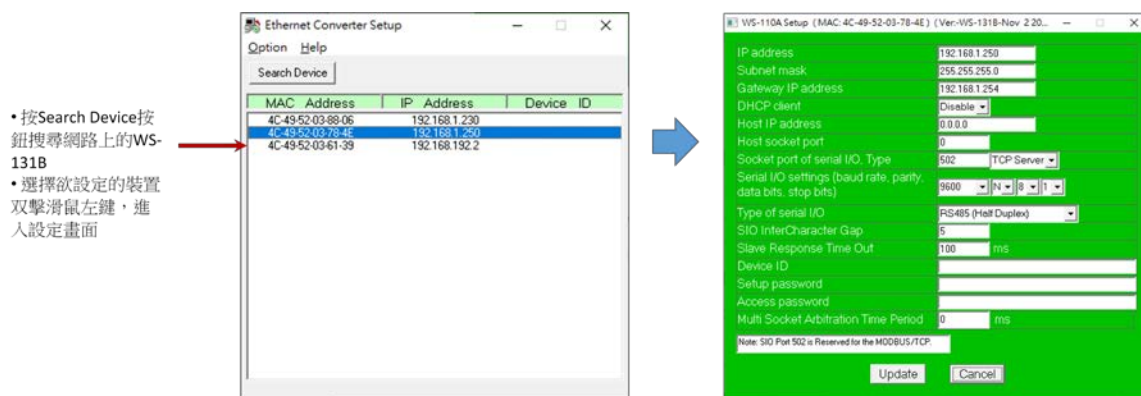 • 按Search Device按
鈕搜尋網路上的WS-
131B
• 選擇欲設定的裝置
双擊滑鼠左鍵，進
入設定畫面
Ethernet Converter Setup
Option Help
Search Device
MAC Address IP Address Device ID
4C-49-52-03-88-06 192.168.1.230
4C-49-52-03-78-4E 192.168.1.250
4C-49-52-03-61-39 192.168.192.2
WS-110A Setup ( MAC: 4C-49-52-03-78-4E ) ( Ver:-WS-131B-Nov 2 20...
IP address 192.168.1.250
Subnet mask 255.255.255.0
Gateway IP address 192.168.1.254
DHCP client Disable
Host IP address 0.0.0.0
Host socket port 0
Socket port of serial I/O, Type 502 TCP Server
Serial I/O settings (baud rate, parity,
data bits, stop bits) 9600 N 8 1
Type of serial I/O RS485 (Half Duplex)
SIO InterCharacter Gap 5
Slave Response Time Out 100 ms
Device ID
Setup password
Access password
Multi Socket Arbitration Time Period 0 ms
Note: SIO Port 502 is Reserved for the MODBUS/TCP.
Update Cancel